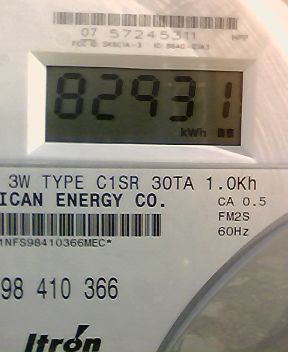 07 57245311
82931
kWh
3W TYPE C1SR 30TA 1.0Kh
ICAN ENERGY CO.
CA 0.5
FM2S
60Hz
1NFS98410366MEC*
98 410 366
Itron